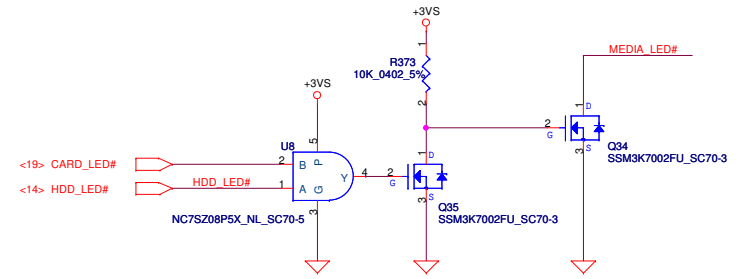 +3VS
MEDIA_LED#
1
R373
10K_0402_5%
2
+3VS
1
D
2
G
Q34
SSM3K7002FU_SC70-3
3
S
5
U8
<19> CARD_LED#
2
B
P
1
D
Y
4
2
G
<14> HDD_LED#
HDD_LED#
1
A
G
3
S
3
Q35
NC7SZ08P5X_NL_SC70-5
SSM3K7002FU_SC70-3